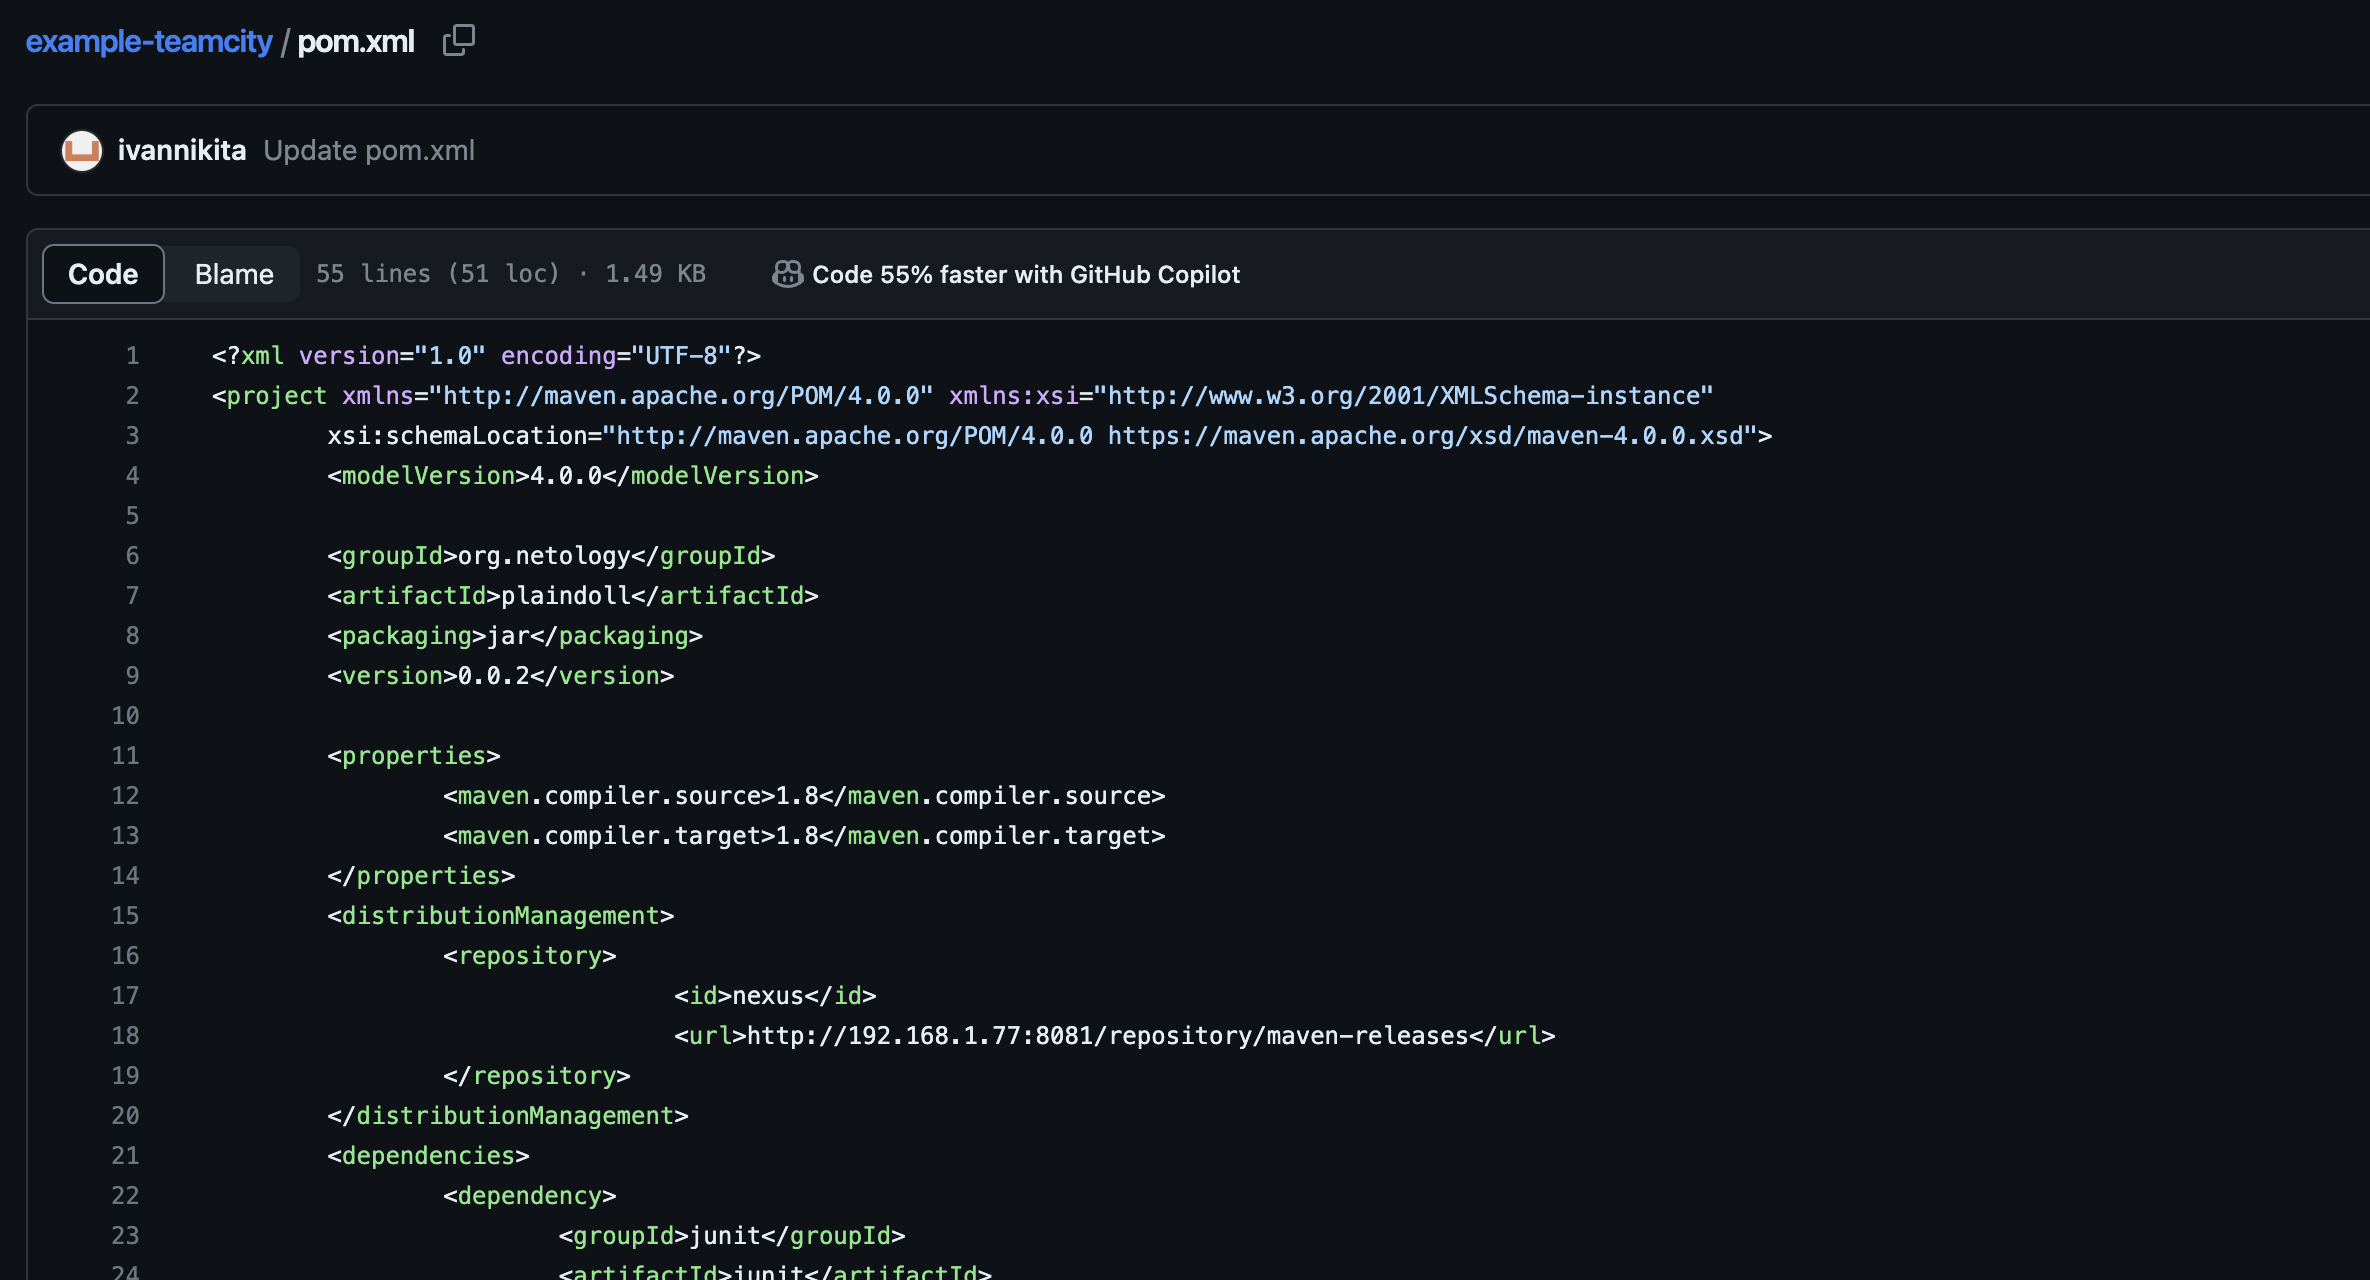 example-teamcity / pom.xml
ivannikita Update pom.xml
Code Blame 55 lines (51 loc) · 1.49 KB Code 55% faster with GitHub Copilot
1 <?xml version="1.0" encoding="UTF-8"?>
2 <project xmlns="http://maven.apache.org/POM/4.0.0" xmlns:xsi="http://www.w3.org/2001/XMLSchema-instance"
3 xsi:schemaLocation="http://maven.apache.org/POM/4.0.0 https://maven.apache.org/xsd/maven-4.0.0.xsd">
4 <modelVersion>4.0.0</modelVersion>
5
6 <groupId>org.netology</groupId>
7 <artifactId>plaindoll</artifactId>
8 <packaging>jar</packaging>
9 <version>0.0.2</version>
10
11 <properties>
12 <maven.compiler.source>1.8</maven.compiler.source>
13 <maven.compiler.target>1.8</maven.compiler.target>
14 </properties>
15 <distributionManagement>
16 <repository>
17 <id>nexus</id>
18 <url>http://192.168.1.77:8081/repository/maven-releases</url>
19 </repository>
20 </distributionManagement>
21 <dependencies>
22 <dependency>
23 <groupId>junit</groupId>
24 <artifactId>junit</artifactId>